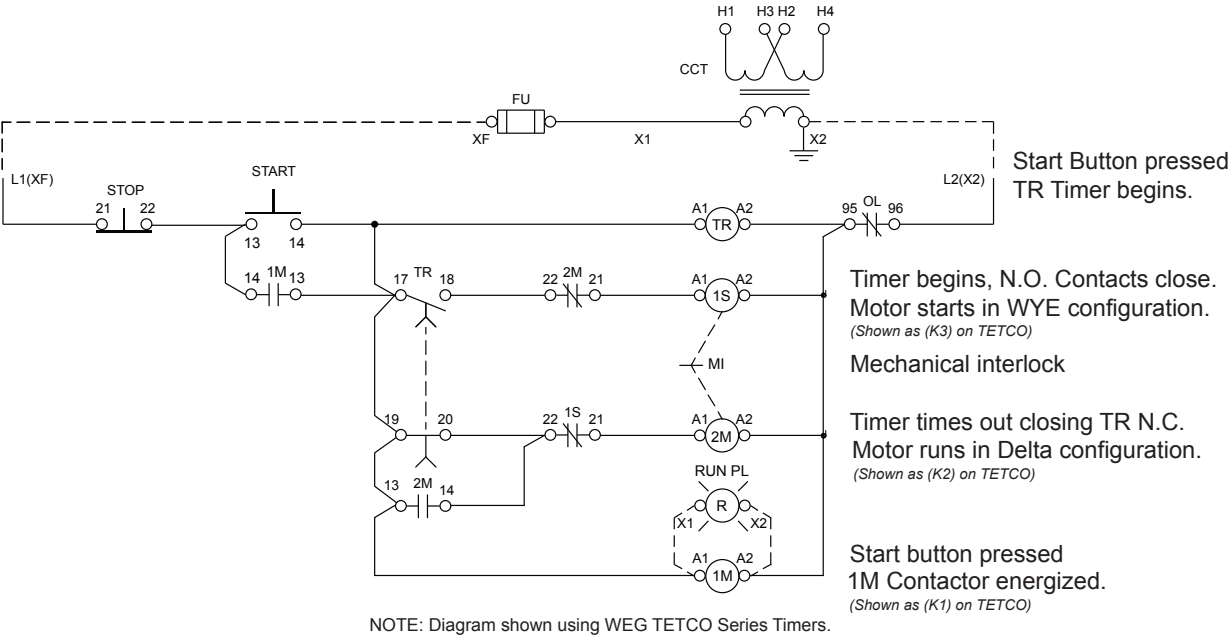 H1 H3 H2 H4
CCT
FU
XF X1 X2
L1(XF) L2(X2)
Start Button pressed
TR Timer begins.
STOP START
21 22 13 14 A1 TR A2 95 OL 96
14 1M 13 17 TR 18 22 2M 21 A1 1S A2
Timer begins, N.O. Contacts close.
Motor starts in WYE configuration.
(Shown as (K3) on TETCO)
MI
Mechanical interlock
19 20 22 1S 21 A1 2M A2
Timer times out closing TR N.C.
Motor runs in Delta configuration.
(Shown as (K2) on TETCO)
13 2M 14
RUN PL
X1 R X2
A1 1M A2
Start button pressed
1M Contactor energized.
(Shown as (K1) on TETCO)
NOTE: Diagram shown using WEG TETCO Series Timers.